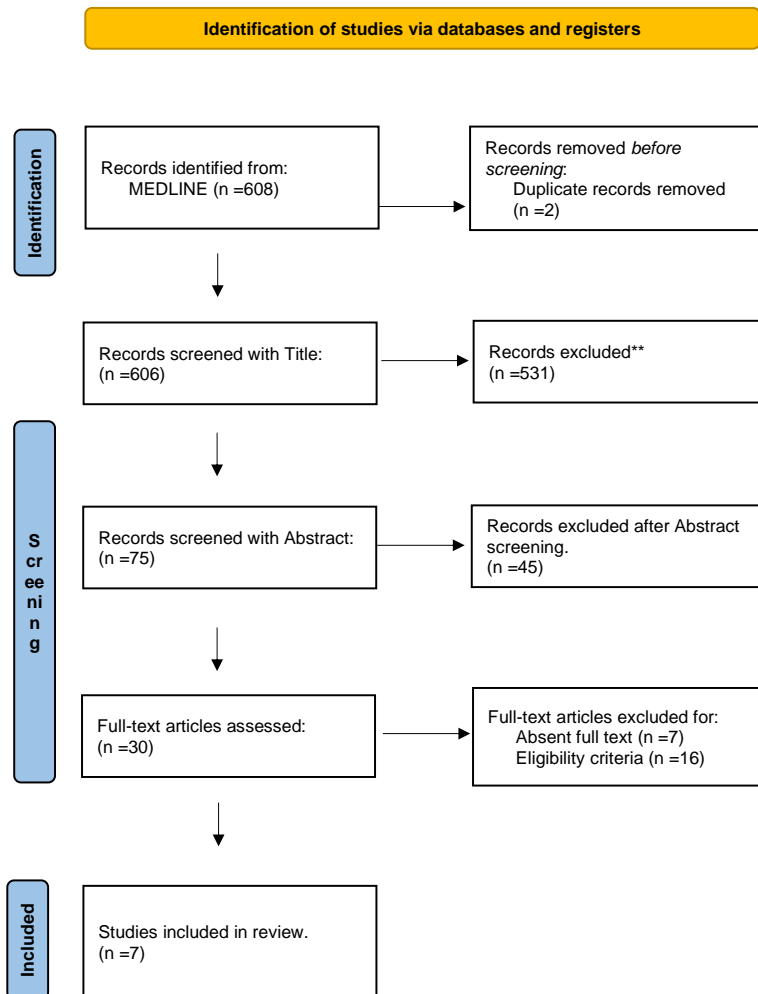 Identification of studies via databases and registers
Identification
Records identified from:
MEDLINE (n =608)
Records removed before
screening:
Duplicate records removed
(n =2)
Records screened with Title:
(n =606)
Records excluded**
(n =531)
S
cr
ee
ni
n
g
Records screened with Abstract:
(n =75)
Records excluded after Abstract
screening.
(n =45)
Full-text articles assessed:
(n =30)
Full-text articles excluded for:
Absent full text (n =7)
Eligibility criteria (n =16)
Included
Studies included in review.
(n =7)